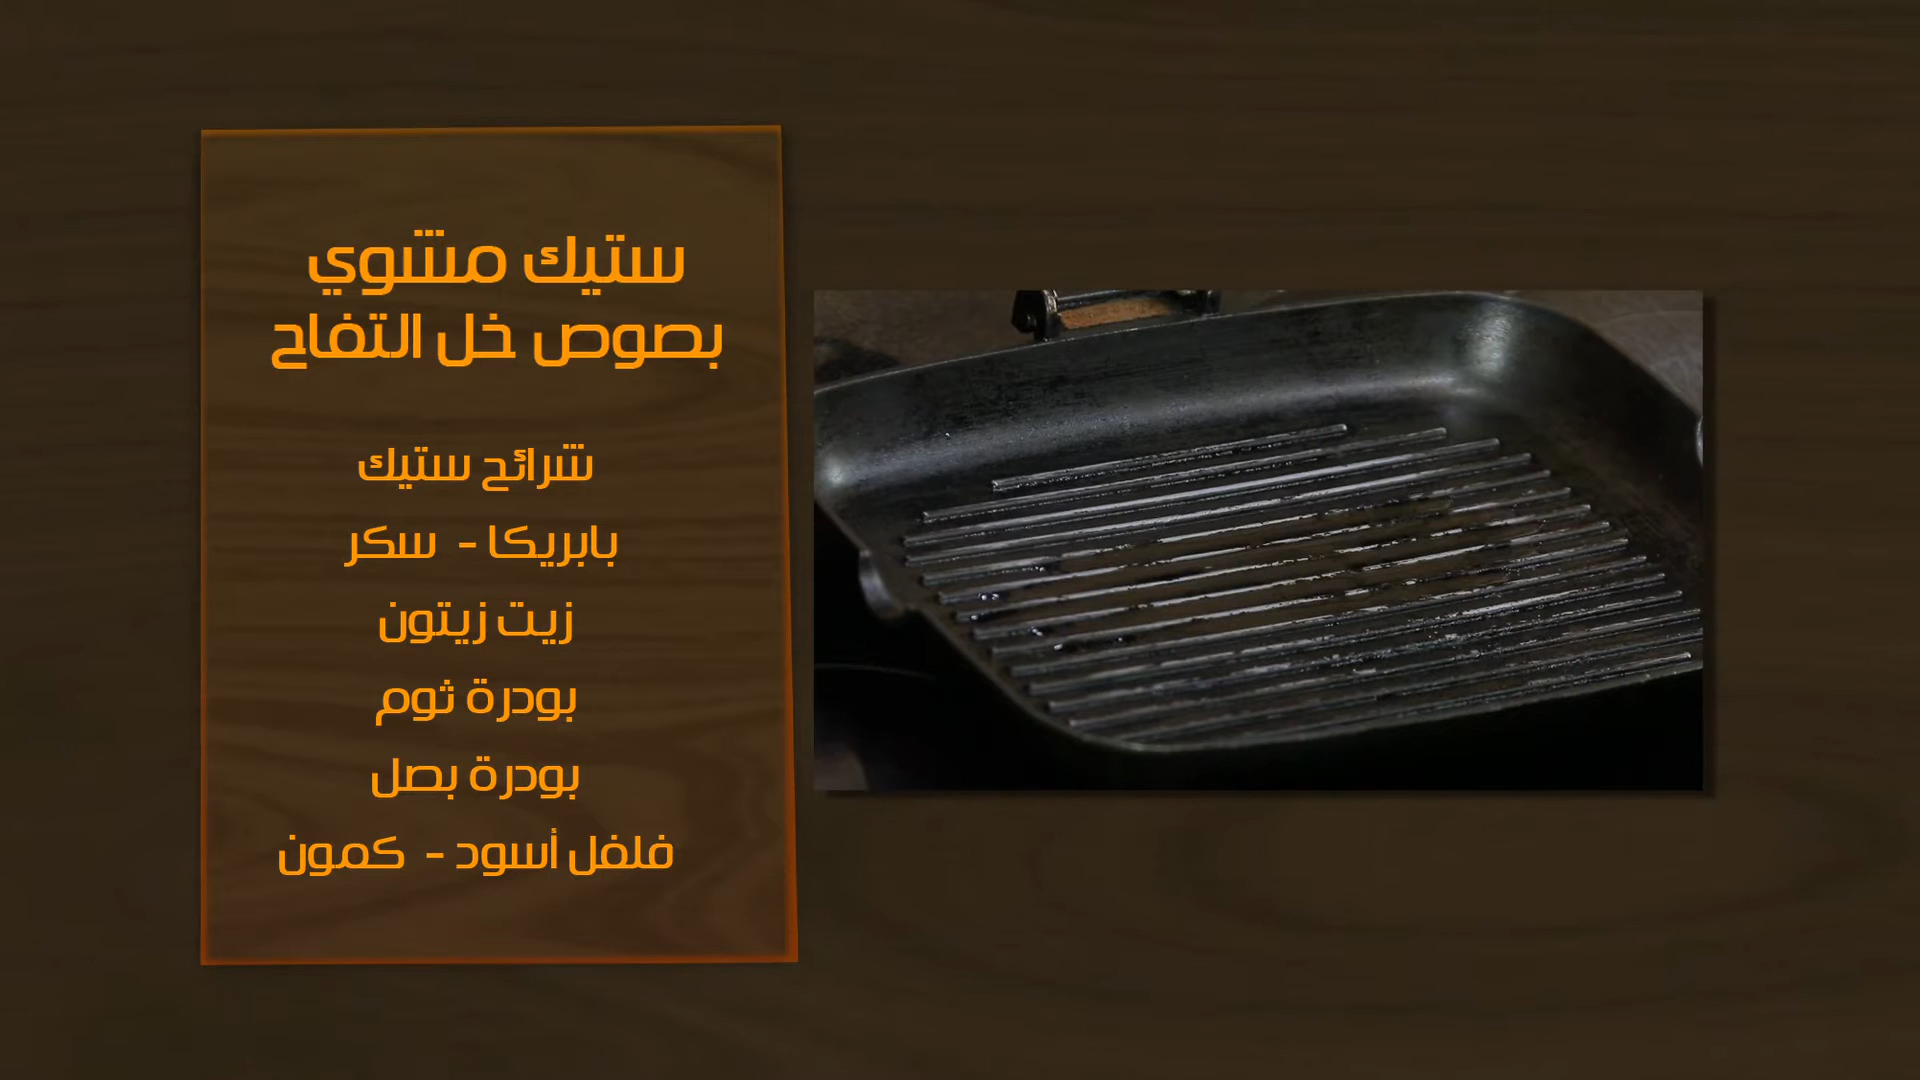 ستيك مشوي
بصوص خل التفاح
شرائح ستيك
بابريكا - سكر
زيت زيتون
بودرة ثوم
بودرة بصل
فلفل أسود - كمون